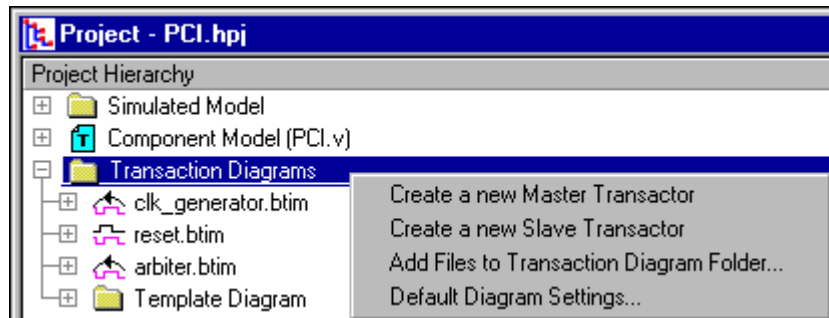 Project - PCI.hpj
Project Hierarchy
Simulated Model
Component Model (PCI.v)
Transaction Diagrams
clk_generator.btim
reset.btim
arbiter.btim
Template Diagram
Create a new Master Transactor
Create a new Slave Transactor
Add Files to Transaction Diagram Folder...
Default Diagram Settings...